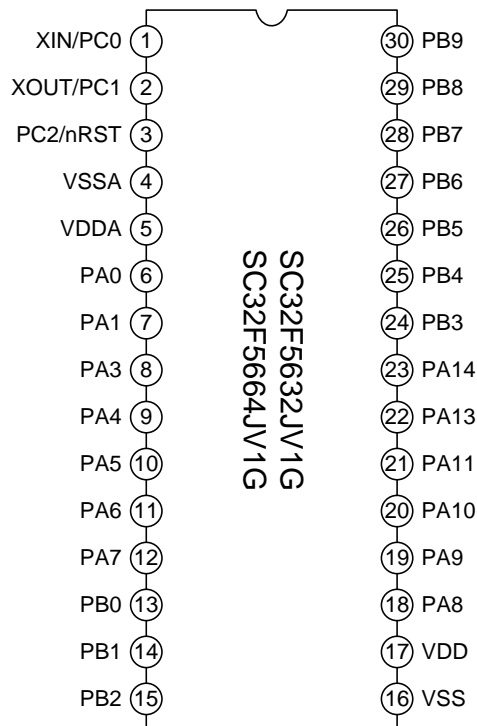 XIN/PC0 1 30 PB9
XOUT/PC1 2 29 PB8
PC2/nRST 3 28 PB7
VSSA 4 27 PB6
VDDA 5 26 PB5
PA0 6 25 PB4
PA1 7 24 PB3
PA3 8 23 PA14
PA4 9 22 PA13
PA5 10 21 PA11
PA6 11 20 PA10
PA7 12 19 PA9
PB0 13 18 PA8
PB1 14 17 VDD
PB2 15 16 VSS
SC32F5632JV1G
SC32F5664JV1G